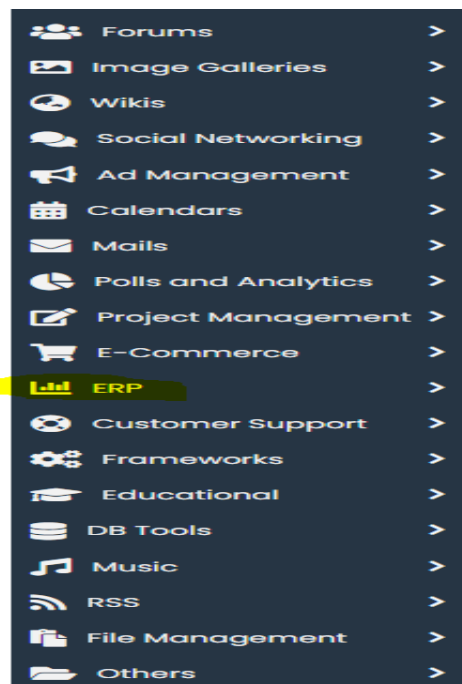 Forums
Image Galleries
Wikis
Social Networking
Ad Management
Calendars
Mails
Polls and Analytics
Project Management
E-Commerce
ERP
Customer Support
Frameworks
Educational
DB Tools
Music
RSS
File Management
Others